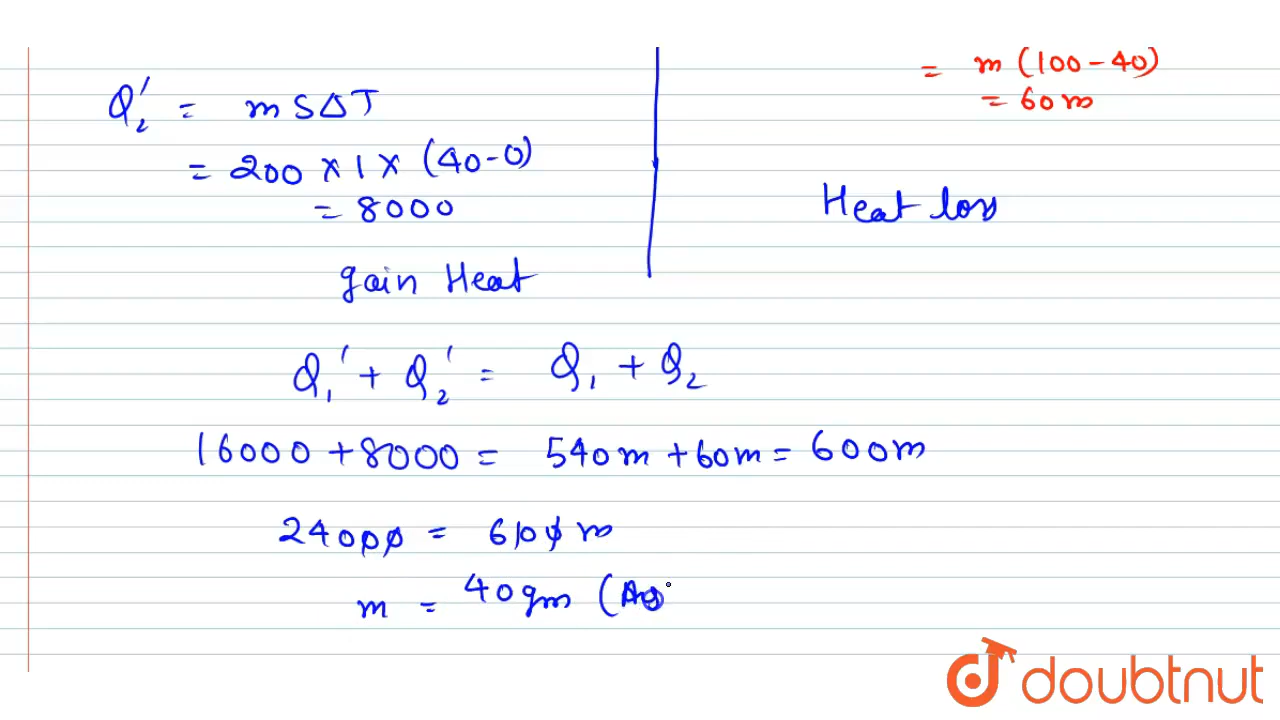 Q₂' = m S Δ T
= 200 × 1 × (40 - 0)
= 8000
gain Heat
= m (100 - 40)
= 60 m
Heat loss
Q₁' + Q₂' = Q₁ + Q₂
16000 + 8000 = 540 m + 60 m = 600 m
24000 = 600 m
m = 40 gm (
doubtnut